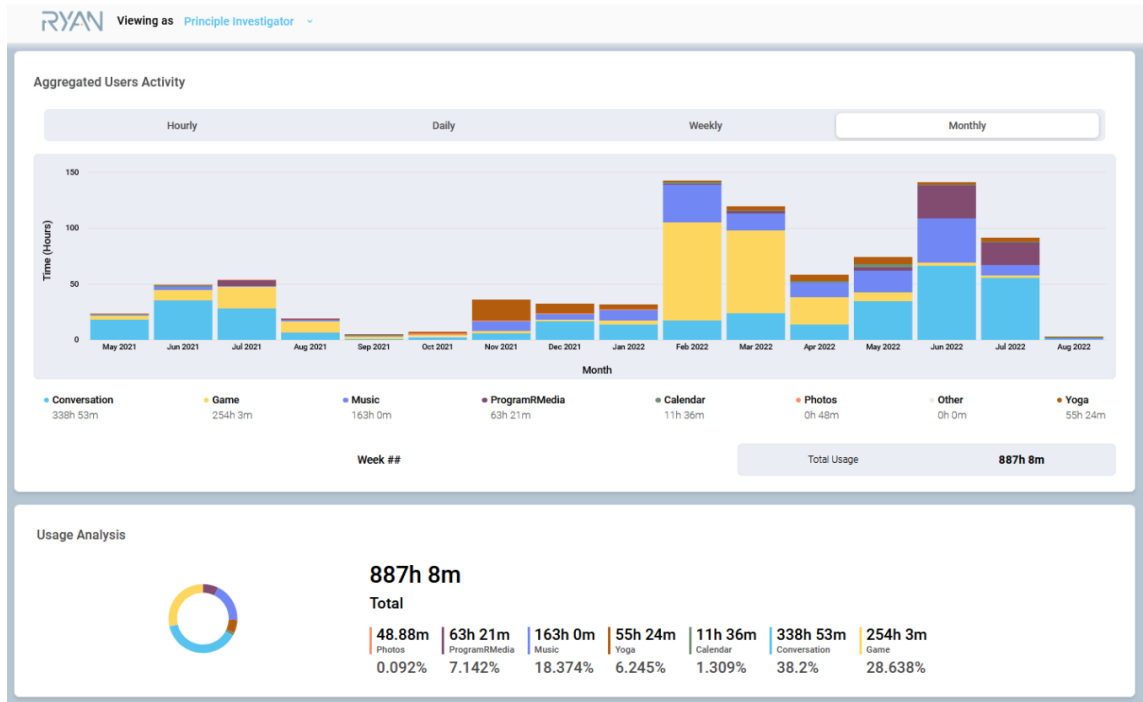 RYAN Viewing as Principle Investigator
Aggregated Users Activity
Hourly Daily Weekly Monthly
150
100
50
0
Time (Hours)
May 2021 Jun 2021 Jul 2021 Aug 2021 Sep 2021 Oct 2021 Nov 2021 Dec 2021 Jan 2022 Feb 2022 Mar 2022 Apr 2022 May 2022 Jun 2022 Jul 2022 Aug 2022
Month
Conversation Game Music ProgramRMedia Calendar Photos Other Yoga
338h 53m 254h 3m 163h 0m 63h 21m 11h 36m 0h 48m 0h 0m 55h 24m
Week ## Total Usage 887h 8m
Usage Analysis
887h 8m
Total
48.88m 63h 21m 163h 0m 55h 24m 11h 36m 338h 53m 254h 3m
Photos ProgramRMedia Music Yoga Calendar Conversation Game
0.092% 7.142% 18.374% 6.245% 1.309% 38.2% 28.638%